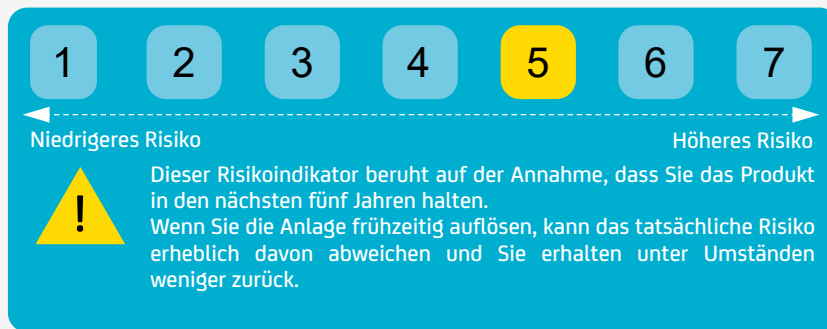 1 2 3 4 5 6 7
Niedrigeres Risiko Höheres Risiko
Dieser Risikoindikator beruht auf der Annahme, dass Sie das Produkt
in den nächsten fünf Jahren halten.
!
Wenn Sie die Anlage frühzeitig auflösen, kann das tatsächliche Risiko
erheblich davon abweichen und Sie erhalten unter Umständen
weniger zurück.